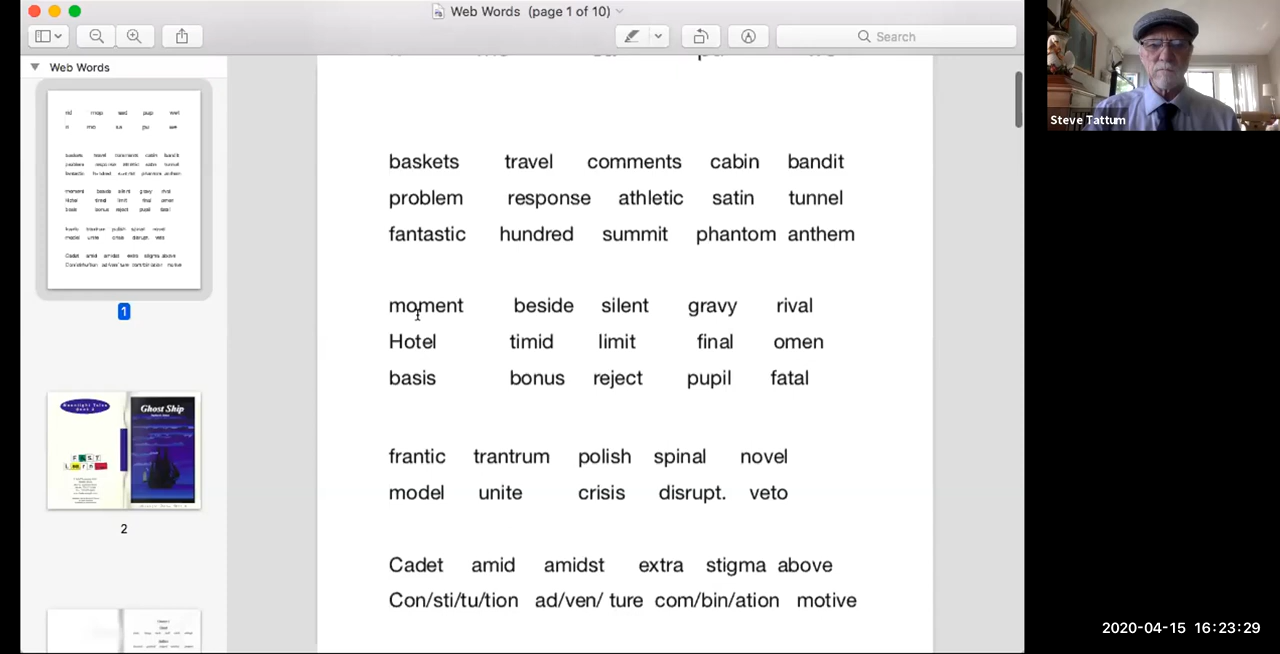 Web Words (page 1 of 10)
Search
Web Words
baskets travel comments cabin bandit
problem response athletic satin tunnel
fantastic hundred summit phantom anthem
moment beside silent gravy rival
Hotel timid limit final omen
basis bonus reject pupil fatal
frantic trantrum polish spinal novel
model unite crisis disrupt. veto
Cadet amid amidst extra stigma above
Con/sti/tu/tion ad/ven/ ture com/bin/ation motive
1
Ghost Ship
2
Steve Tattum
2020-04-15 16:23:29